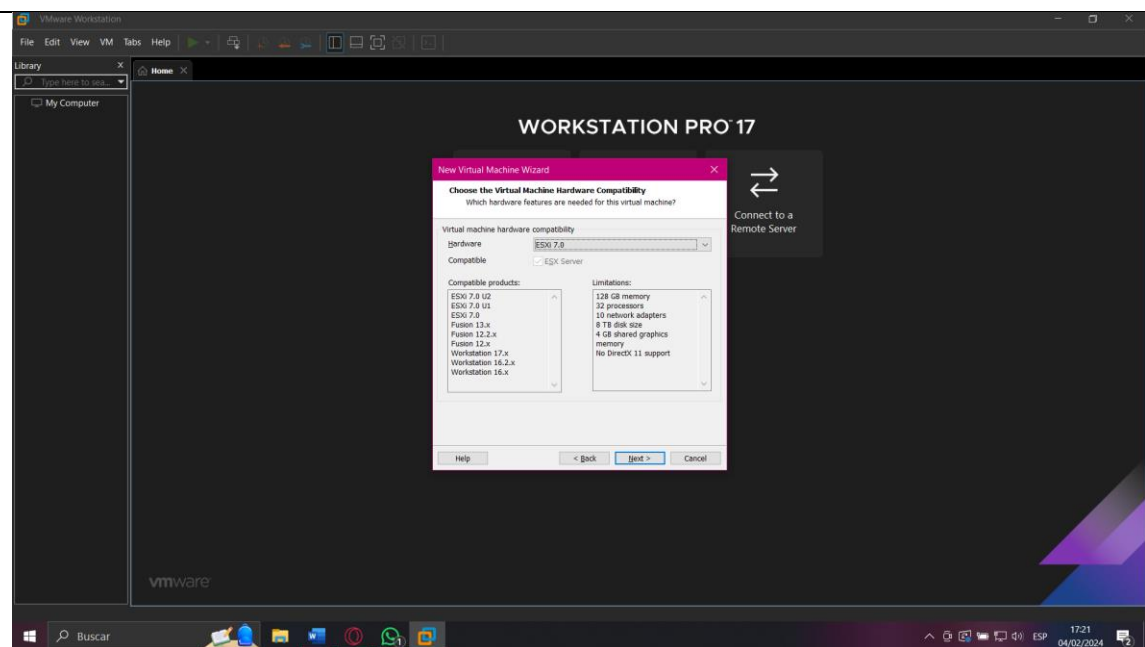 VMware Workstation
File Edit View VM Tabs Help
Library X
Type here to sea...
Home X
My Computer
WORKSTATION PRO™ 17
New Virtual Machine Wizard
Choose the Virtual Machine Hardware Compatibility
Which hardware features are needed for this virtual machine?
Connect to a
Remote Server
Virtual machine hardware compatibility
Hardware ESXi 7.0
Compatible ESX Server
Compatible products: Limitations:
ESXi 7.0 U2 128 GB memory
ESXi 7.0 U1 32 processors
ESXi 7.0 10 network adapters
Fusion 13.x 8 TB disk size
Fusion 12.2.x 4 GB shared graphics
Fusion 12.x memory
Workstation 17.x No DirectX 11 support
Workstation 16.2.x
Workstation 16.x
Help < Back Next > Cancel
vmware
Buscar
1
ESP
17:21
04/02/2024
2